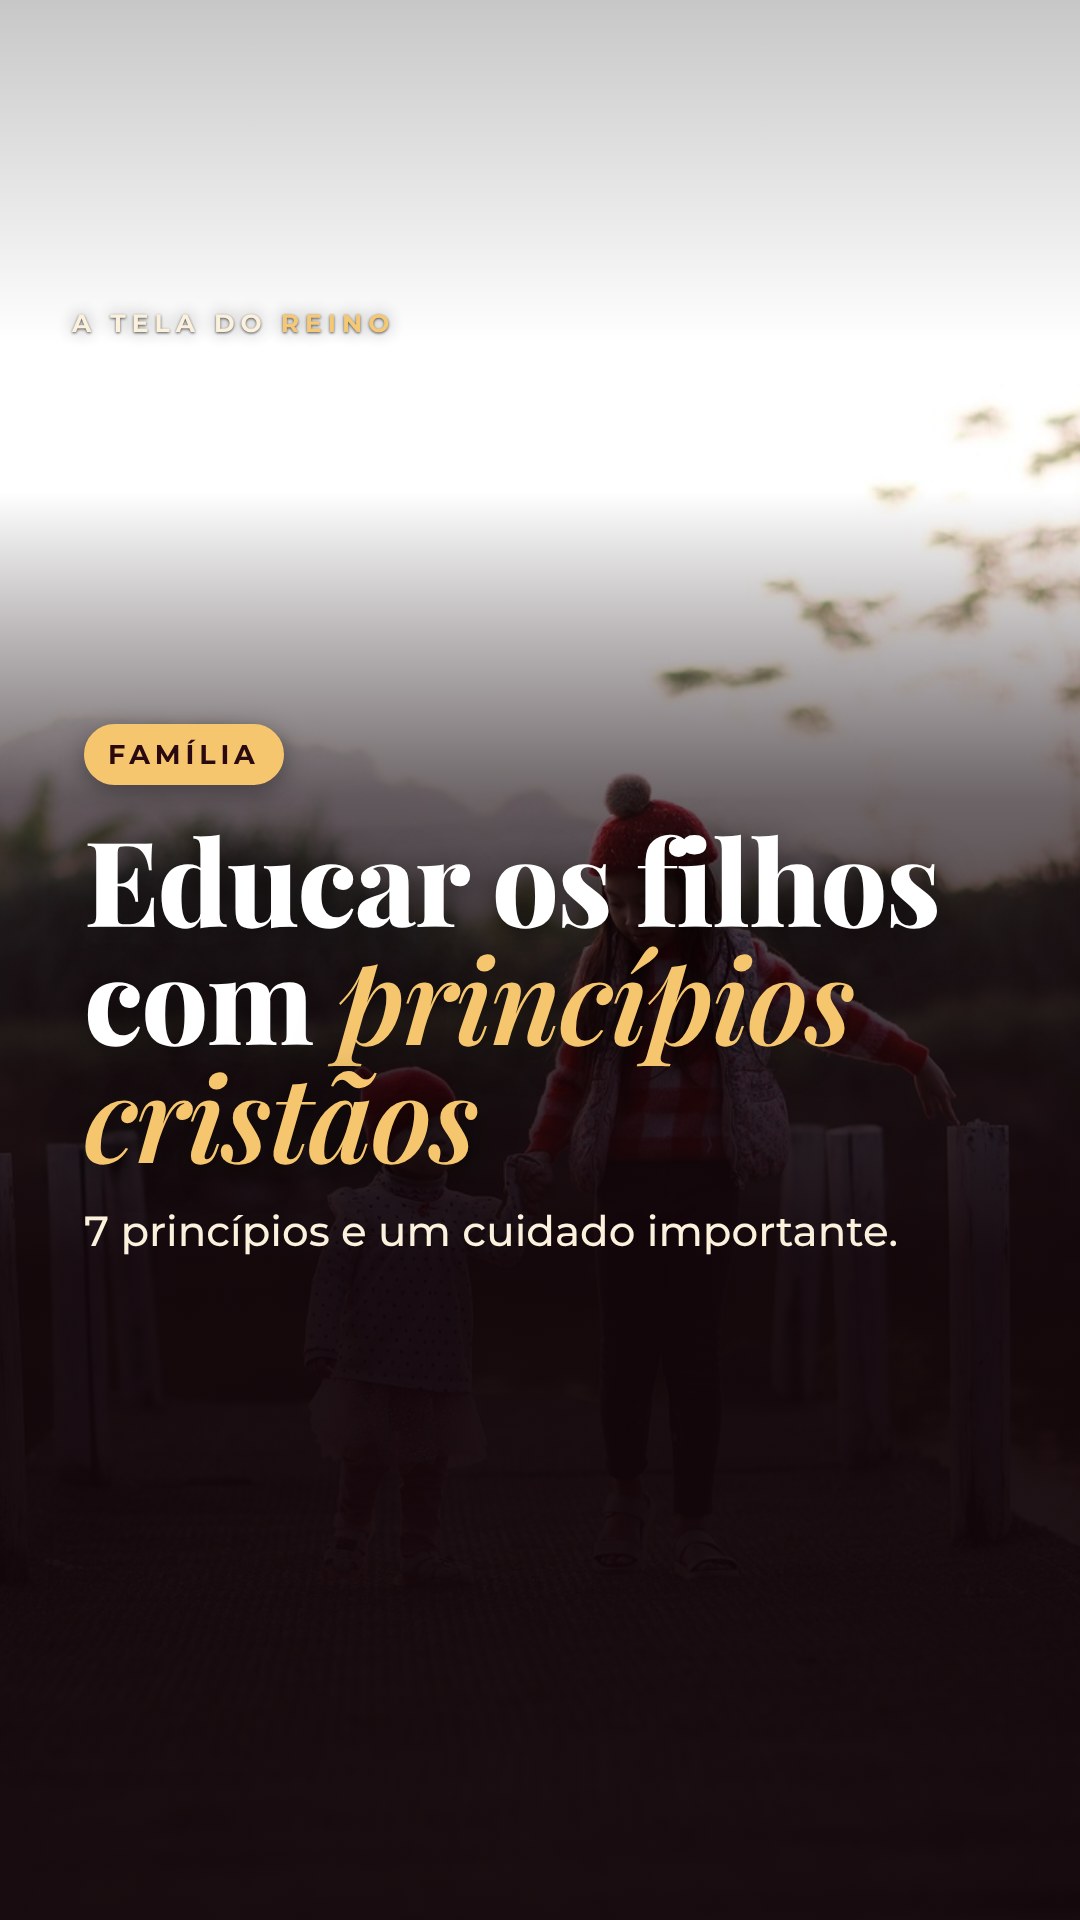 A TELA DO REINO
FAMÍLIA
Educar os filhos
com princípios
cristãos
7 princípios e um cuidado importante.